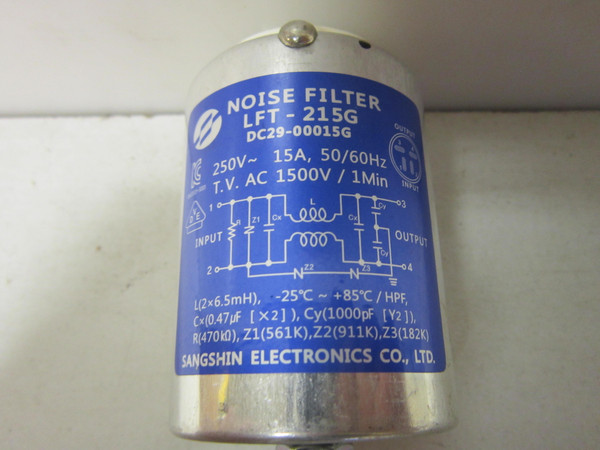 NOISE FILTER
LFT - 215G
DC29-00015G
250V~ 15A, 50/60Hz
T.V. AC 1500V / 1Min
OUTPUT
INPUT
1
L
3
R
Z1
Cx
Cx
Cy
INPUT
OUTPUT
Cy
2
Z2
Z3
4
L(2×6.5mH), -25℃ ~ +85℃ / HPF,
C×(0.47μF [×2]), Cy(1000pF [Y2]),
R(470kΩ), Z1(561K), Z2(911K), Z3(182K)
SANGSHIN ELECTRONICS CO., LTD.